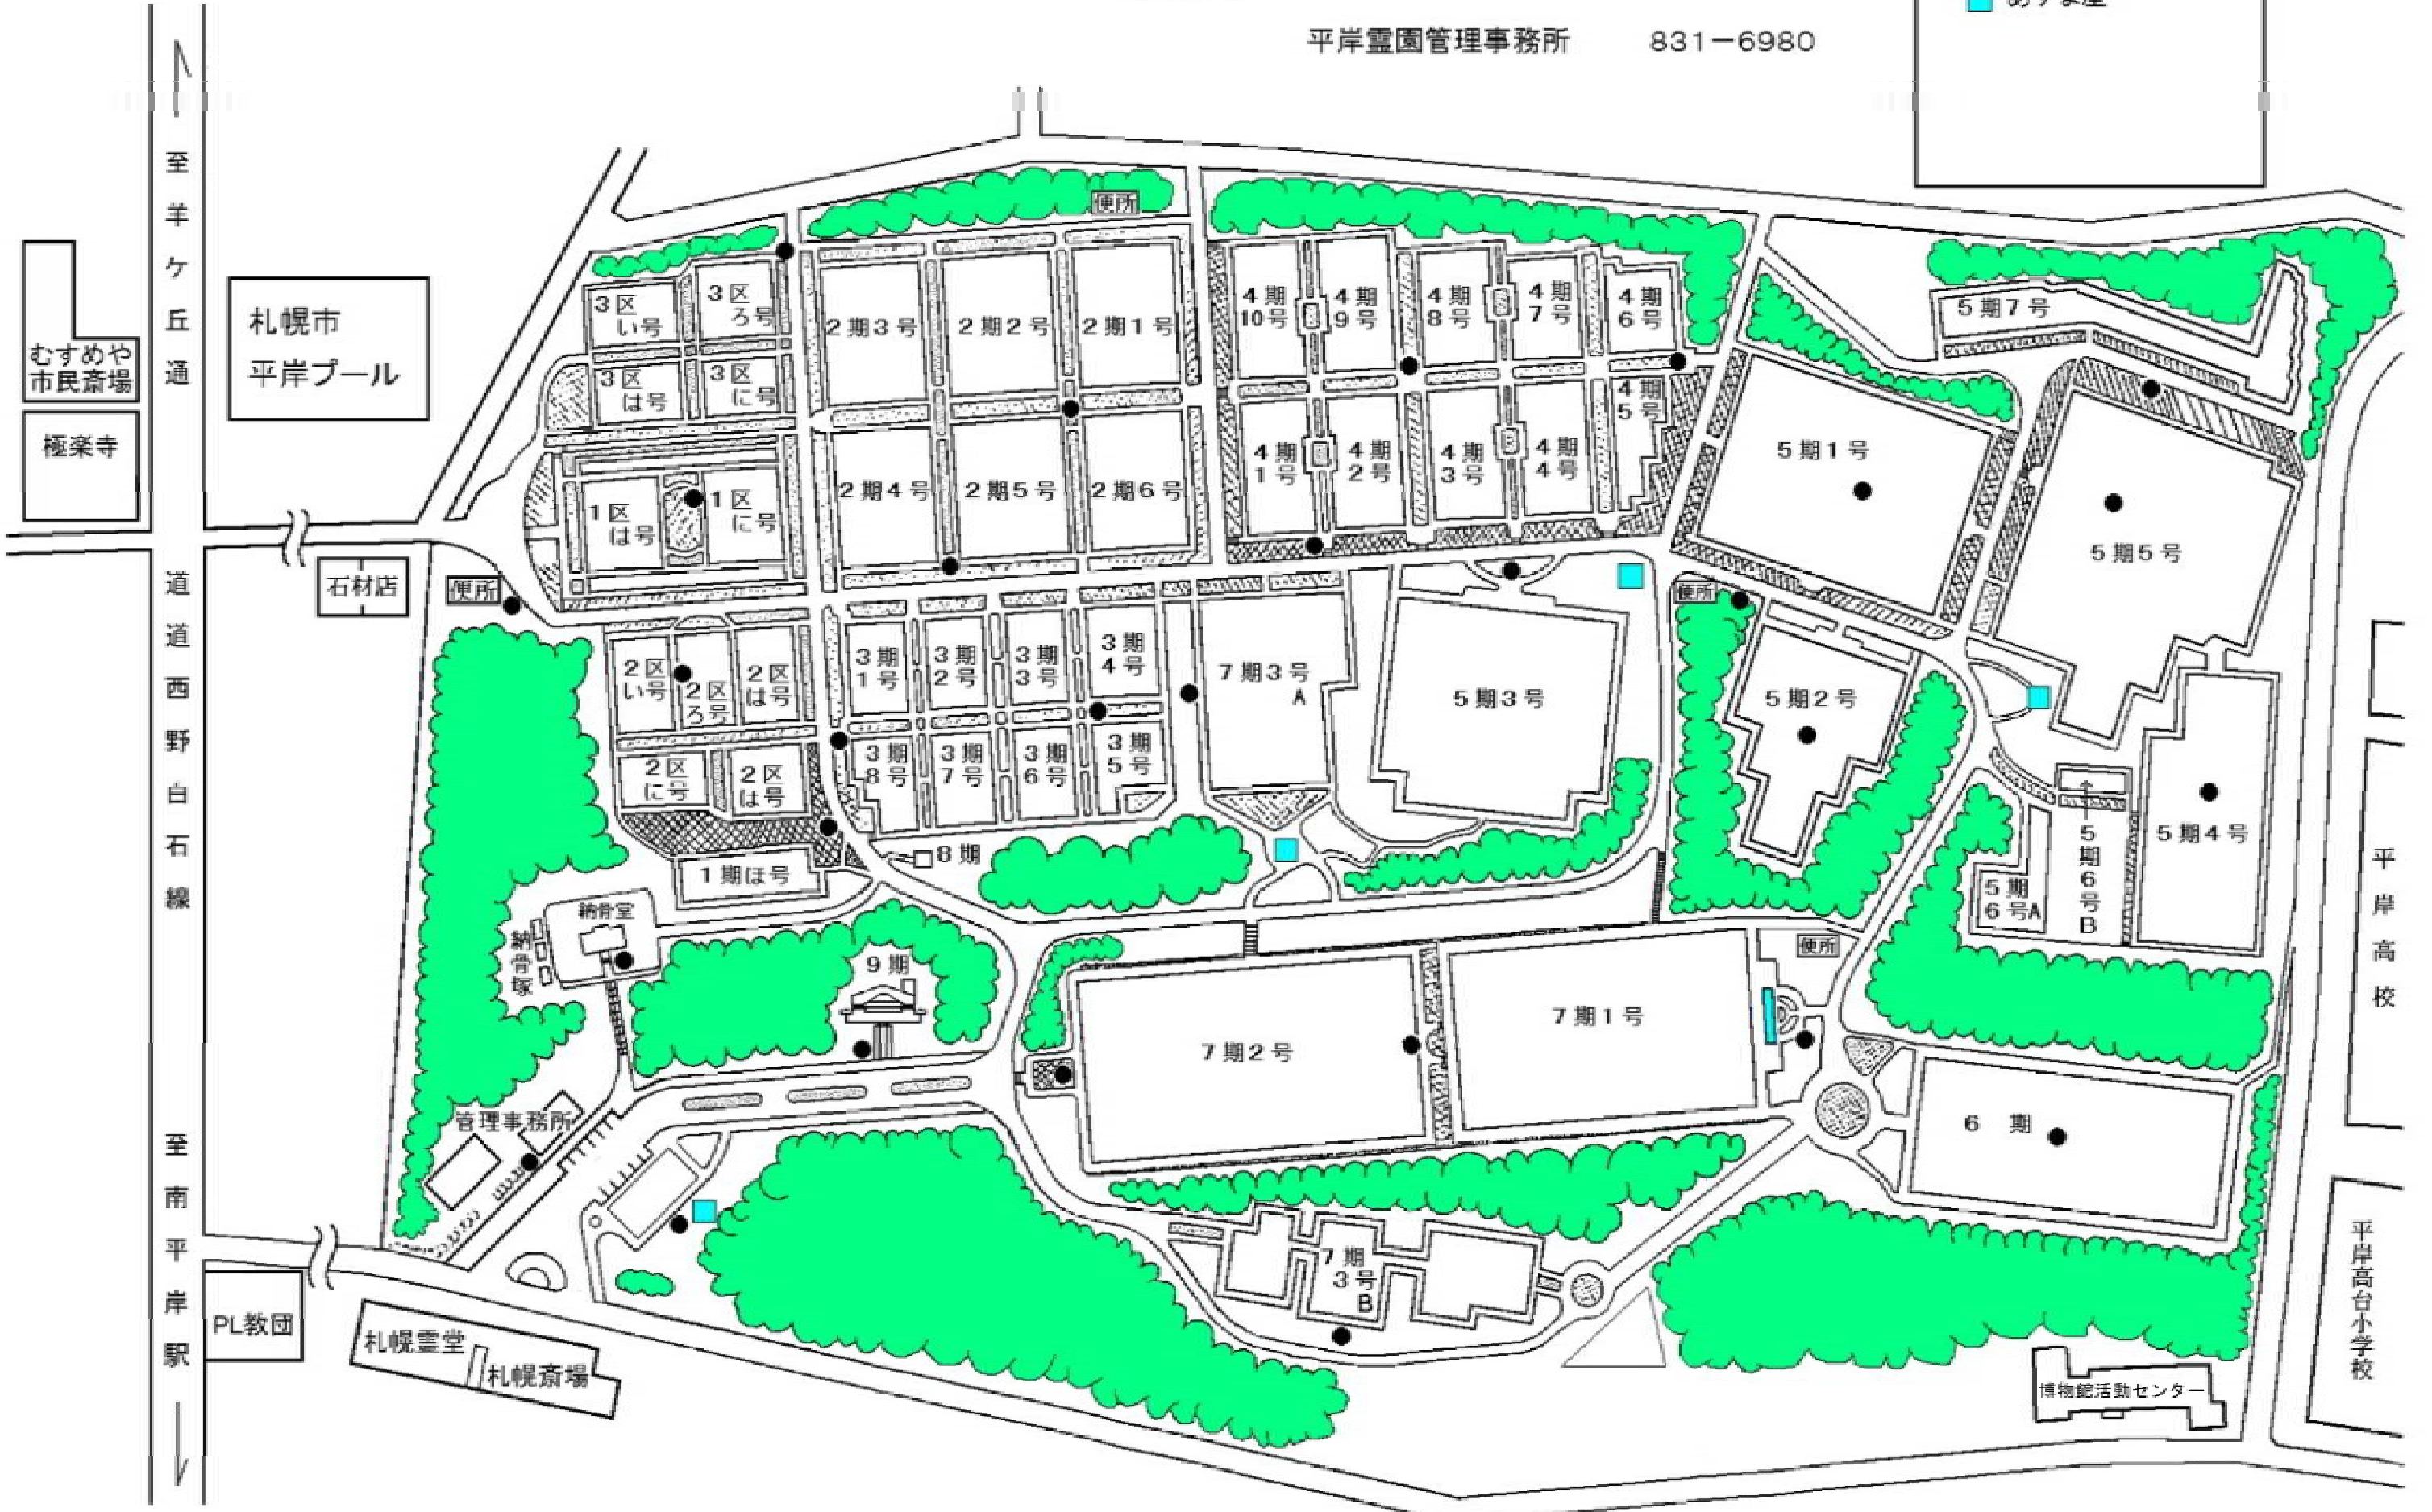 あずま屋
平岸霊園管理事務所 831－6980
至羊ケ丘通
むすめや
市民斎場
極楽寺
札幌市
平岸プール
石材店
便所
道道西野白石線
至南平岸駅
PL教団
札幌霊堂
札幌斎場
便所
3区
い号
3区
ろ号
3区
は号
3区
に号
1区
は号
1区
に号
2期3号
2期2号
2期1号
2期4号
2期5号
2期6号
4期
10号
4期
9号
4期
8号
4期
7号
4期
6号
4期
1号
4期
2号
4期
3号
4期
4号
4期
5号
5期7号
5期1号
5期5号
2区
い号
2区
ろ号
2区
は号
2区
に号
2区
ほ号
3期
1号
3期
2号
3期
3号
3期
4号
3期
8号
3期
7号
3期
6号
3期
5号
7期3号
A
5期3号
便所
5期2号
5期4号
5期6号B
5期
6号A
1期ほ号
8期
納骨堂
納骨塚
9期
7期2号
7期1号
便所
6 期
管理事務所
7期
3号
B
平岸高校
平岸高台小学校
博物館活動センター